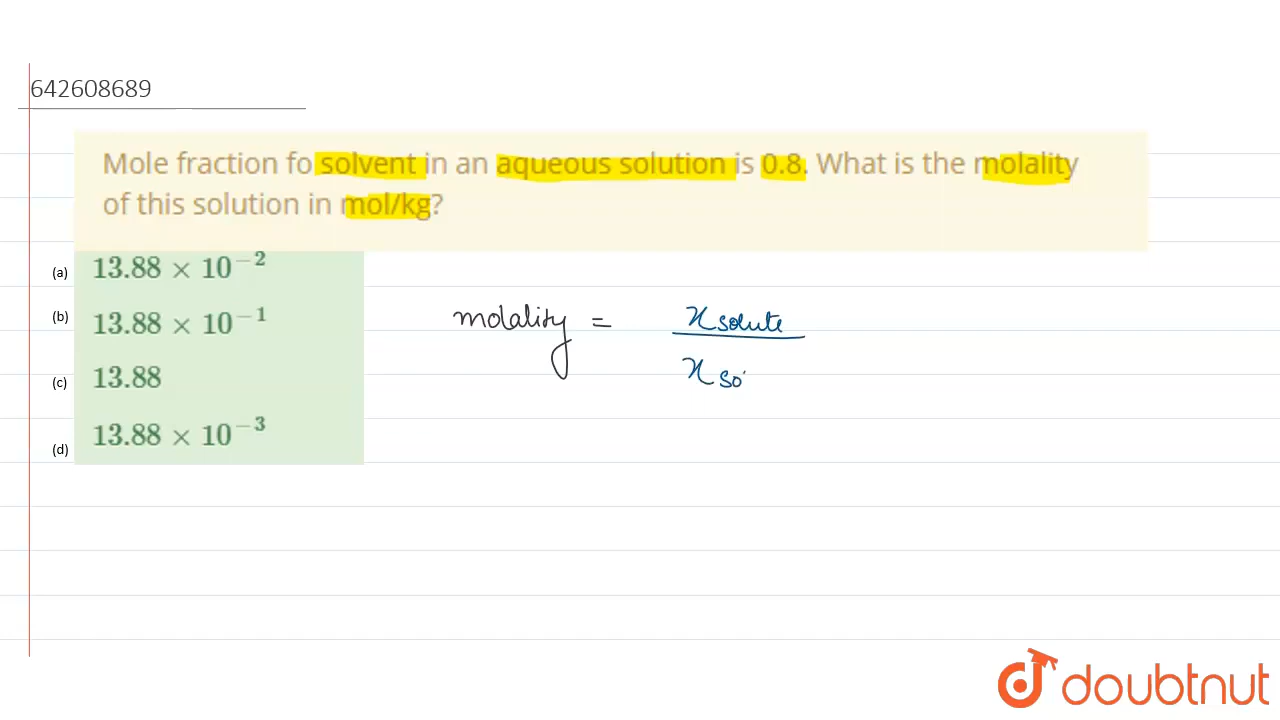 642608689
Mole fraction fo solvent in an aqueous solution is 0.8. What is the molality
of this solution in mol/kg?
(a) 13.88 × 10⁻²
(b) 13.88 × 10⁻¹
(c) 13.88
(d) 13.88 × 10⁻³
molality = x solute
x so
doubtnut